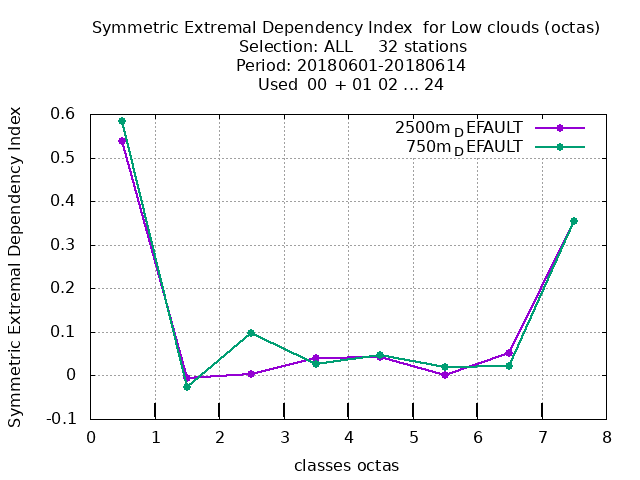 Symmetric Extremal Dependency Index  for Low clouds (octas)
Selection: ALL     32 stations
Period: 20180601-20180614
Used  00  + 01 02 ... 24
2500m_DEFAULT
750m_DEFAULT
Symmetric Extremal Dependency Index
0.6
0.5
0.4
0.3
0.2
0.1
0
-0.1
0 1 2 3 4 5 6 7 8
classes octas